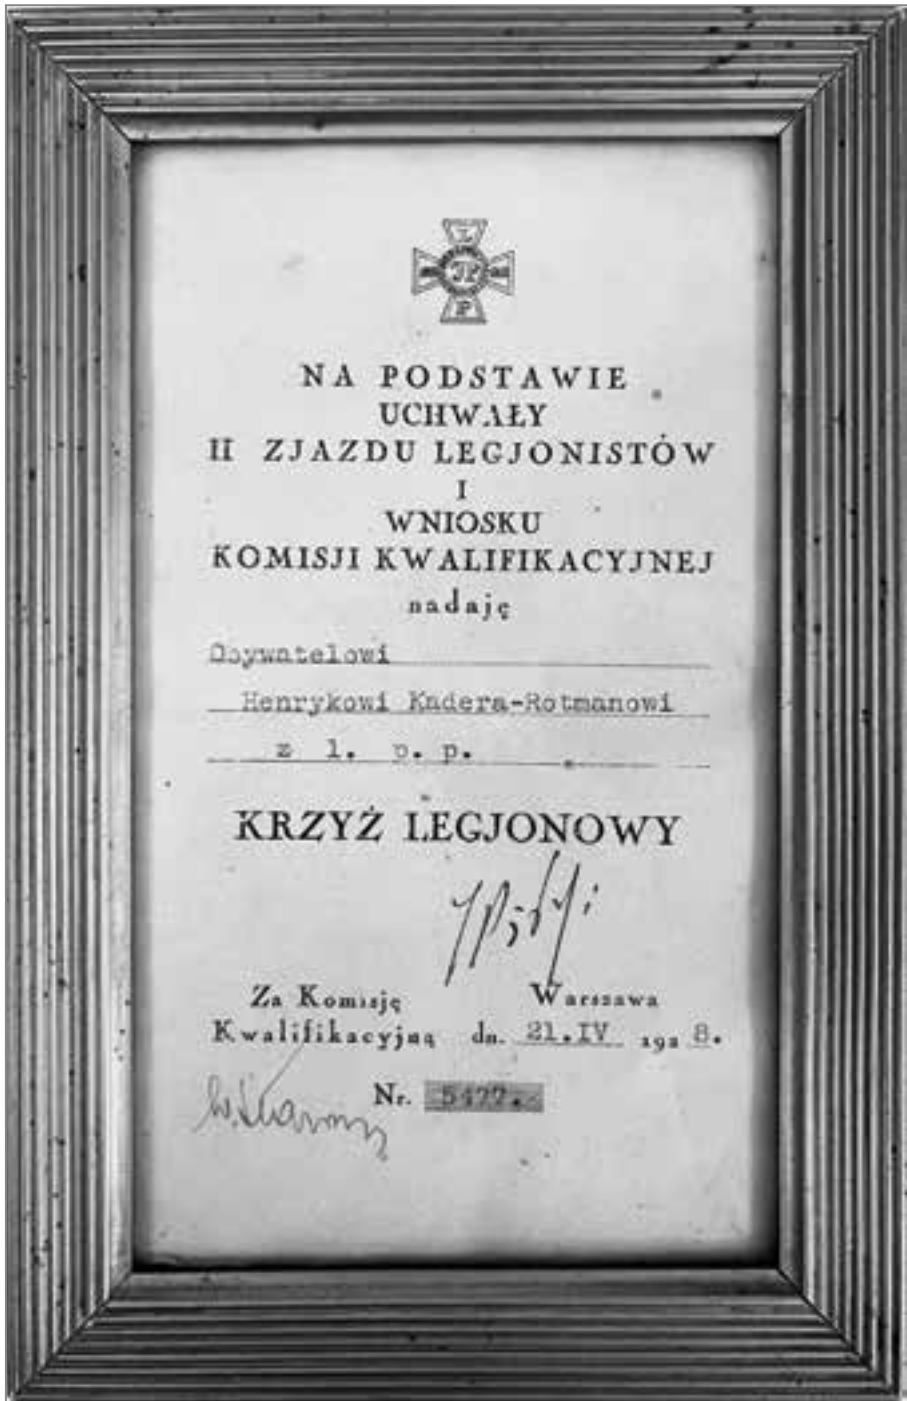 L
JP
P
NA PODSTAWIE
UCHWAŁY
II ZJAZDU LEGJONISTÓW
I
WNIOSKU
KOMISJI KWALIFIKACYJNEJ
nadaję
Obywatelowi
Henrykowi Kadera-Rotmanowi
z 1. p. p.
KRZYŻ LEGJONOWY
Za Komisję Warszawa
Kwalifikacyjną dn. 21.IV 1928.
Nr. 5477.